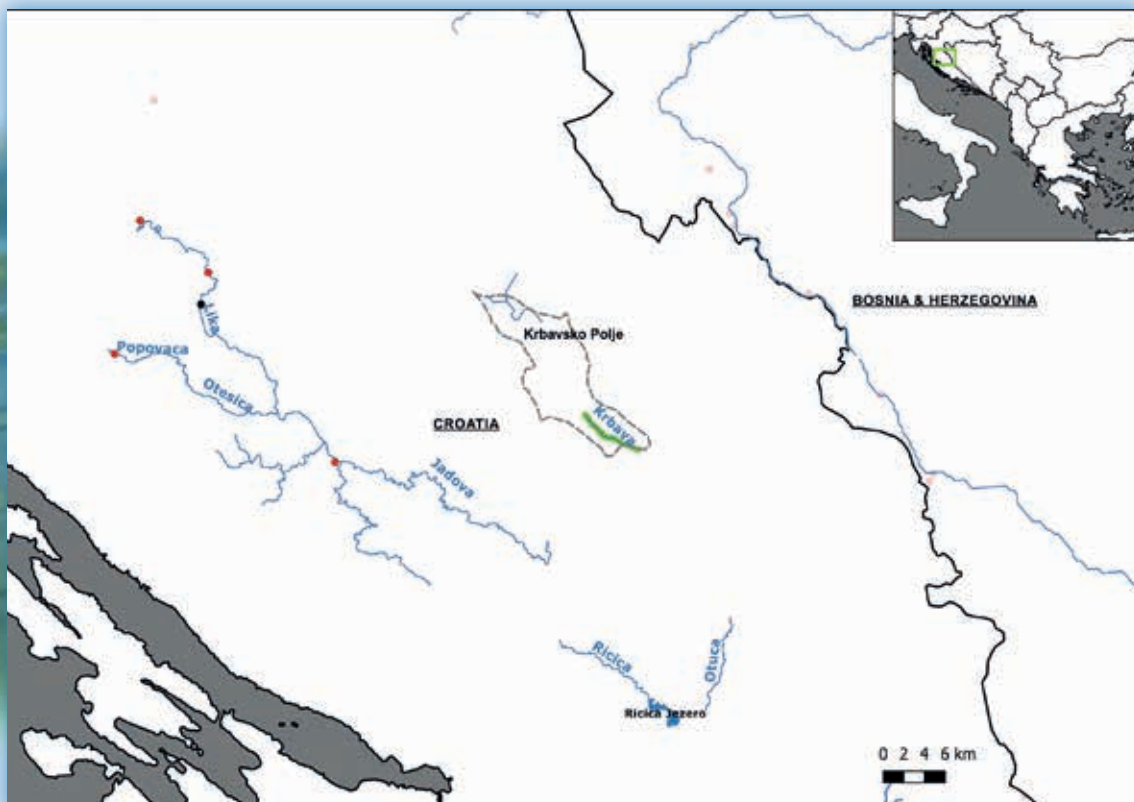 BOSNIA & HERZEGOVINA
Lika
Krbavsko Polje
Popovaca
Otesica
Krbava
CROATIA
Jadova
Ricica
Otuca
Ricica Jezero
0 2 4 6 km